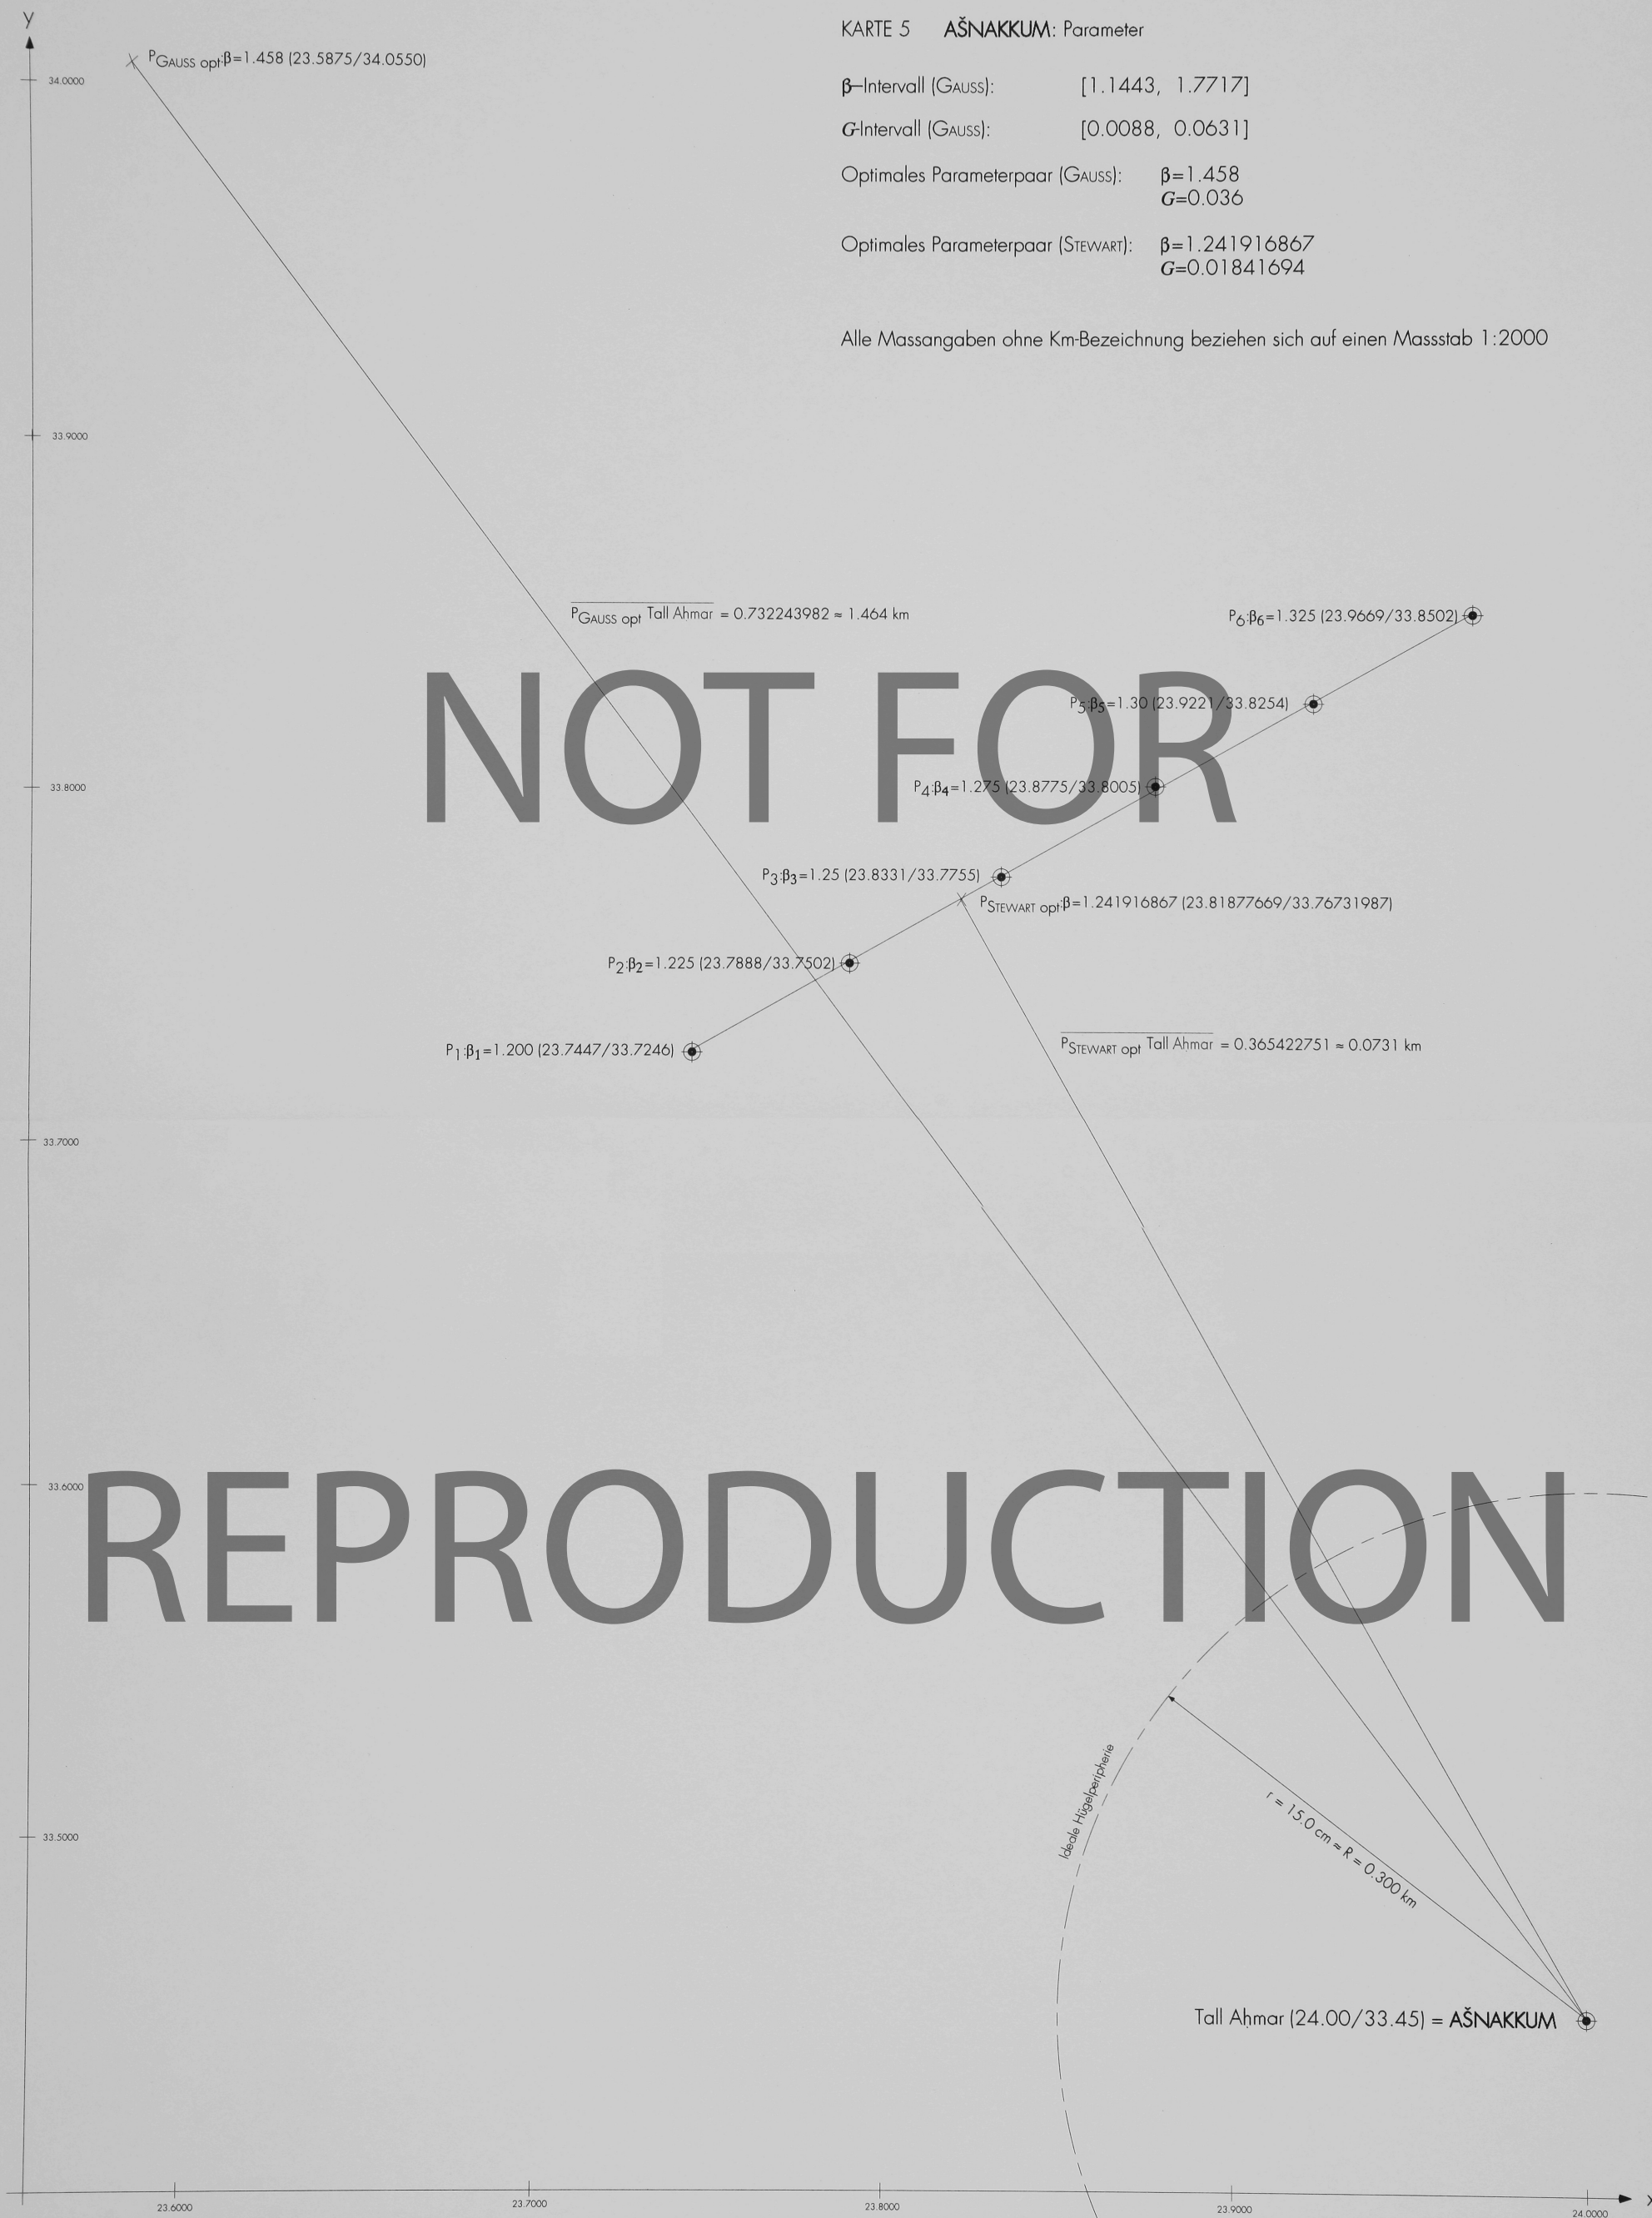 KARTE 5 AŠNAKKUM: Parameter
β–Intervall (GAUSS): [1.1443, 1.7717]
G-Intervall (GAUSS): [0.0088, 0.0631]
Optimales Parameterpaar (GAUSS): β=1.458
G=0.036
Optimales Parameterpaar (STEWART): β=1.241916867
G=0.01841694
Alle Massangaben ohne Km-Bezeichnung beziehen sich auf einen Massstab 1:2000
y
PGAUSS opt:β=1.458 (23.5875/34.0550)
34.0000
33.9000
PGAUSS opt Tall Ahmar = 0.732243982 ≈ 1.464 km
P6:β6=1.325 (23.9669/33.8502)
NOT FOR
P5:β5=1.30 (23.9221/33.8254)
33.8000
P4:β4=1.275 (23.8775/33.8005)
P3:β3=1.25 (23.8331/33.7755)
PSTEWART opt:β=1.241916867 (23.81877669/33.76731987)
P2:β2=1.225 (23.7888/33.7502)
P1:β1=1.200 (23.7447/33.7246)
PSTEWART opt Tall Aḥmar = 0.365422751 ≈ 0.0731 km
33.7000
33.6000
REPRODUCTION
Ideale Hügelperipherie
r = 15.0 cm ≈ R = 0.300 km
33.5000
Tall Aḥmar (24.00/33.45) = AŠNAKKUM
23.6000
23.7000
23.8000
23.9000
24.0000
x